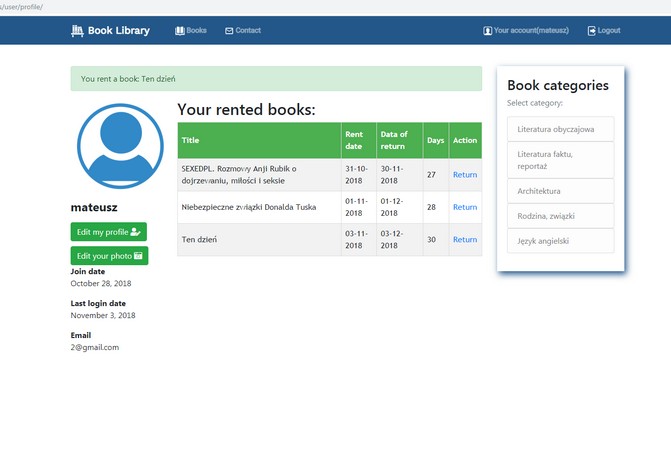 s/user/profile/
Book Library
Books
Contact
Your account(mateusz)
Logout
You rent a book: Ten dzień
Your rented books:
Title
Rent
date
Data of
return
Days
Action
SEXEDPL. Rozmowy Anji Rubik o
dojrzewaniu, miłości i seksie
31-10-
2018
30-11-
2018
27
Return
Niebezpieczne związki Donalda Tuska
01-11-
2018
01-12-
2018
28
Return
Ten dzień
03-11-
2018
03-12-
2018
30
Return
mateusz
Edit my profile
Edit your photo
Join date
October 28, 2018
Last login date
November 3, 2018
Email
2@gmail.com
Book categories
Select category:
Literatura obyczajowa
Literatura faktu,
reportaż
Architektura
Rodzina, związki
Język angielski